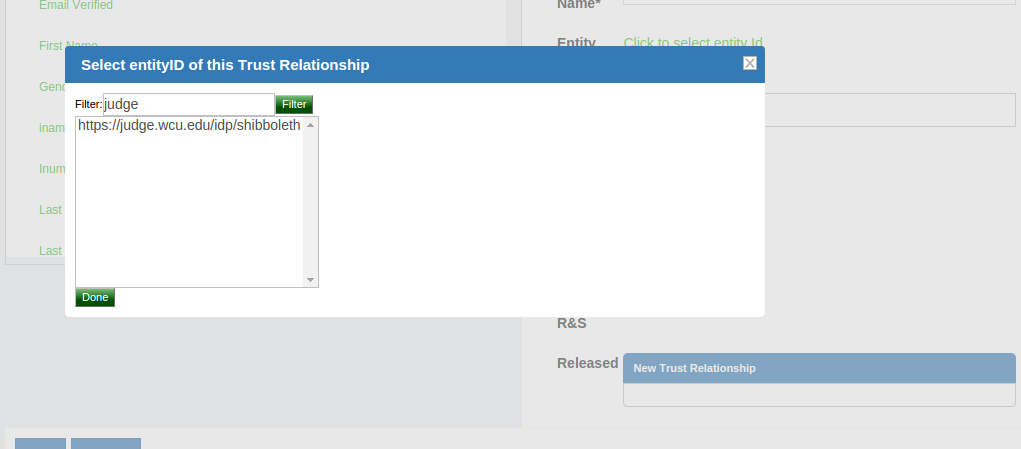 Email Verified
First Name
Gend
inam
Inum
Last
Last
Name*
Entity
Click to select entity Id
Select entityID of this Trust Relationship
Filter:
judge
Filter
https://judge.wcu.edu/idp/shibboleth
Done
R&S
Released
New Trust Relationship